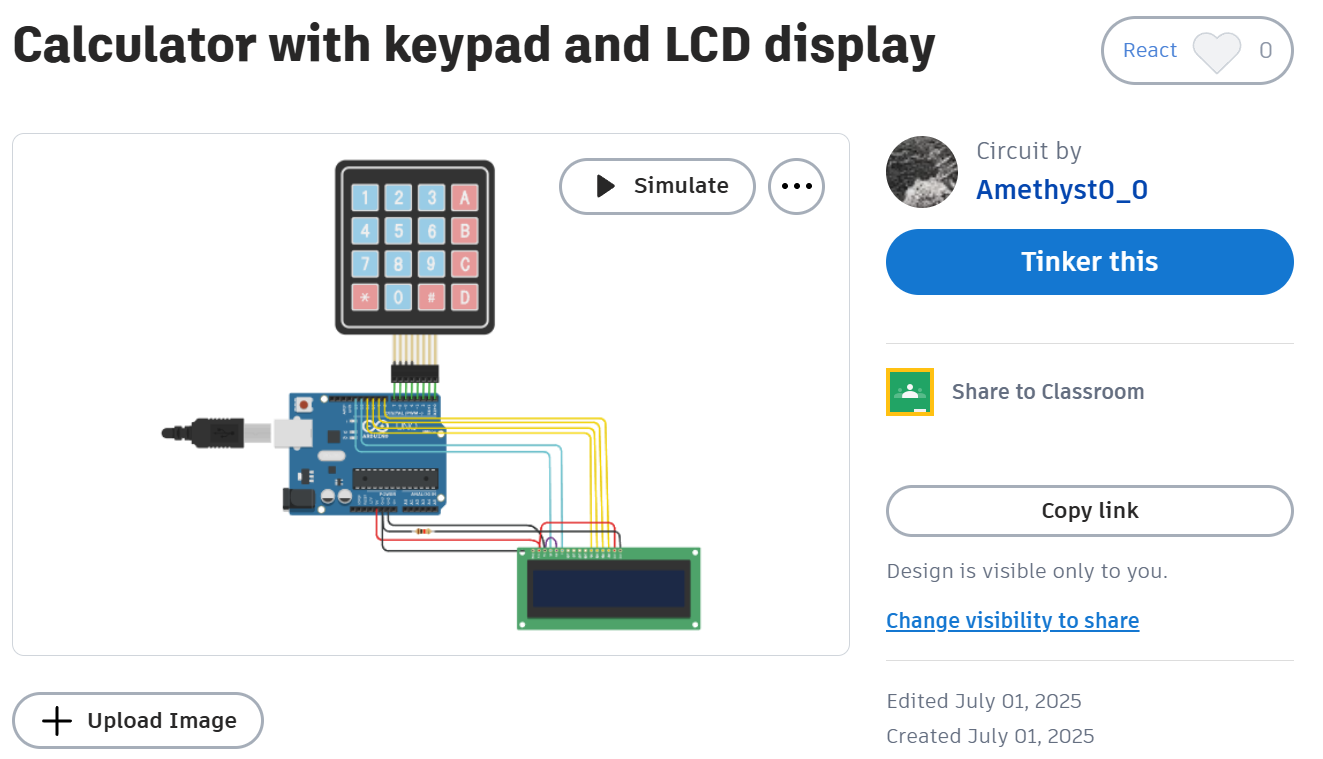 Calculator with keypad and LCD display
React 0
Simulate
1 2 3 A
4 5 6 B
7 8 9 C
* 0 # D
Circuit by
Amethyst0_0
Tinker this
Share to Classroom
Copy link
Design is visible only to you.
Change visibility to share
Upload Image
Edited July 01, 2025
Created July 01, 2025